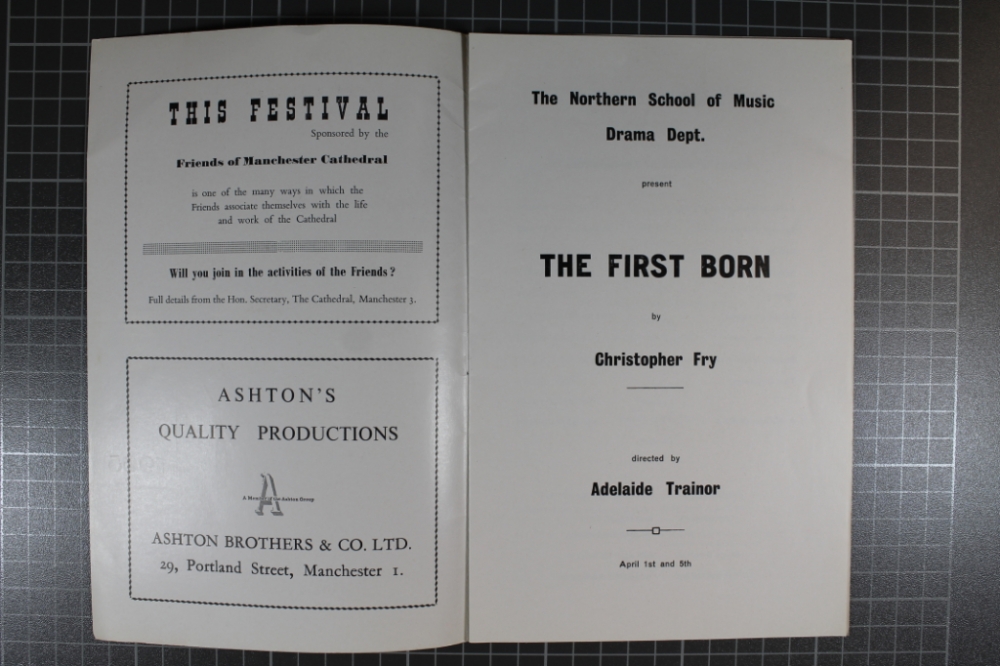 THIS FESTIVAL
Sponsored by the
Friends of Manchester Cathedral
is one of the many ways in which the
Friends associate themselves with the life
and work of the Cathedral
Will you join in the activities of the Friends?
Full details from the Hon. Secretary, The Cathedral, Manchester 3.
ASHTON'S
QUALITY PRODUCTIONS
A
Ashton Group
ASHTON BROTHERS & CO. LTD.
29, Portland Street, Manchester 1.
The Northern School of Music
Drama Dept.
present
THE FIRST BORN
by
Christopher Fry
directed by
Adelaide Trainor
April 1st and 5th